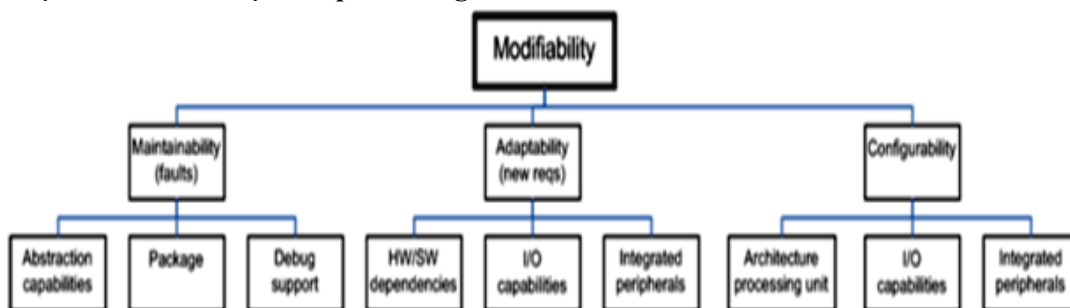 Modifiability
Maintainability
(faults)
Adaptability
(new reqs)
Configurability
Abstraction
capabilities
Package
Debug
support
HW/SW
dependencies
I/O
capabilities
Integrated
peripherals
Architecture
processing unit
I/O
capabilities
Integrated
peripherals